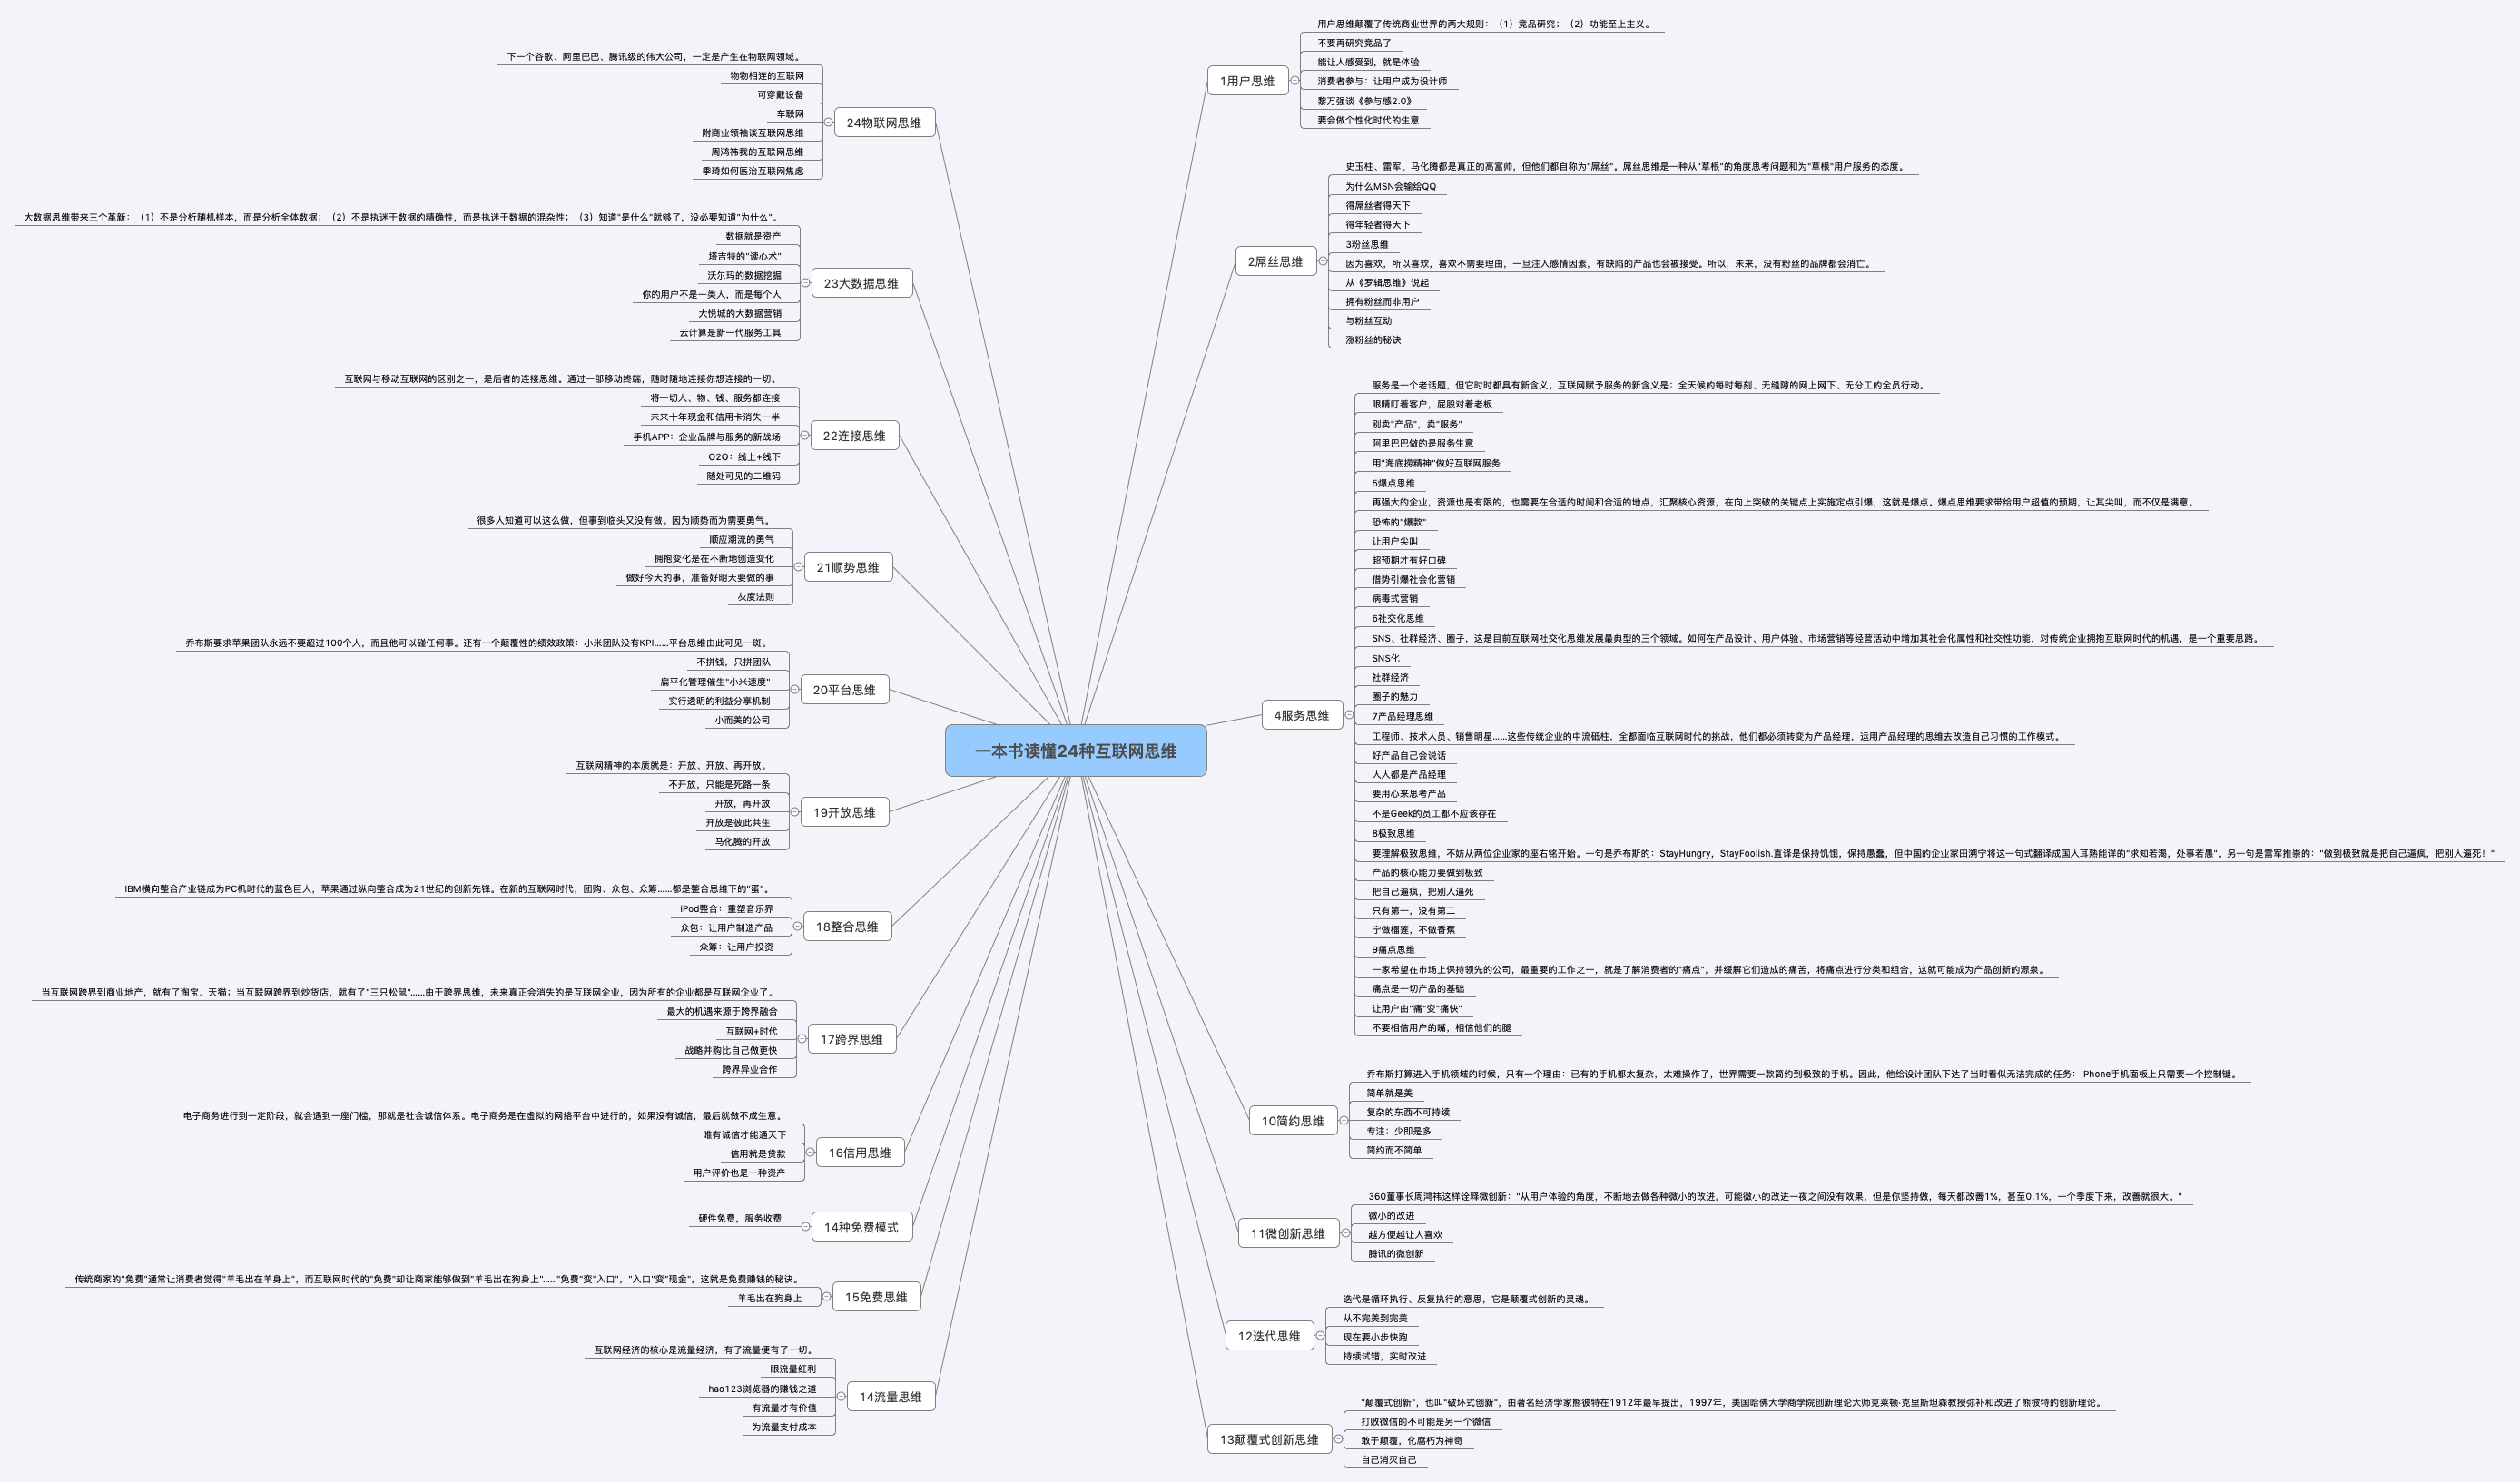 一本书读懂24种互联网思维
1用户思维
用户思维颠覆了传统商业世界的两大规则：（1）竞品研究；（2）功能至上主义。
不要再研究竞品了
能让人感受到，就是体验
消费者参与：让用户成为设计师
黎万强谈《参与感2.0》
要会做个性化时代的生意
2屌丝思维
史玉柱、雷军、马化腾都是真正的高富帅，但他们都自称为"屌丝"。屌丝思维是一种从"草根"的角度思考问题和为"草根"用户服务的态度。
为什么MSN会输给QQ
得屌丝者得天下
得年轻者得天下
3粉丝思维
因为喜欢，所以喜欢，喜欢不需要理由，一旦注入感情因素，有缺陷的产品也会被接受。所以，未来，没有粉丝的品牌都会消亡。
从《罗辑思维》说起
拥有粉丝而非用户
与粉丝互动
涨粉丝的秘诀
4服务思维
服务是一个老话题，但它时时都具有新含义。互联网赋予服务的新含义是：全天候的每时每刻、无缝隙的网上网下、无分工的全员行动。
眼睛盯着客户，屁股对着老板
别卖"产品"，卖"服务"
阿里巴巴做的是服务生意
用"海底捞精神"做好互联网服务
5爆点思维
再强大的企业，资源也是有限的，也需要在合适的时间和合适的地点，汇聚核心资源，在向上突破的关键点上实施定点引爆，这就是爆点。爆点思维要求带给用户超值的预期，让其尖叫，而不仅是满意。
恐怖的"爆款"
让用户尖叫
超预期才有好口碑
借势引爆社会化营销
病毒式营销
6社交化思维
SNS、社群经济、圈子，这是目前互联网社交化思维发展最典型的三个领域。如何在产品设计、用户体验、市场营销等经营活动中增加其社会化属性和社交性功能，对传统企业拥抱互联网时代的机遇，是一个重要思路。
SNS化
社群经济
圈子的魅力
7产品经理思维
工程师、技术人员、销售明星……这些传统企业的中流砥柱，全都面临互联网时代的挑战，他们都必须转变为产品经理，运用产品经理的思维去改造自己习惯的工作模式。
好产品自己会说话
人人都是产品经理
要用心来思考产品
不是Geek的员工都不应该存在
8极致思维
要理解极致思维，不妨从两位企业家的座右铭开始。一句是乔布斯的：StayHungry，StayFoolish.直译是保持饥饿，保持愚蠢，但中国的企业家田溯宁将这一句式翻译成国人耳熟能详的"求知若渴，处事若愚"。另一句是雷军推崇的："做到极致就是把自己逼疯，把别人逼死！"
产品的核心能力要做到极致
把自己逼疯，把别人逼死
只有第一，没有第二
宁做榴莲，不做香蕉
9痛点思维
一家希望在市场上保持领先的公司，最重要的工作之一，就是了解消费者的"痛点"，并缓解它们造成的痛苦，将痛点进行分类和组合，这就可能成为产品创新的源泉。
痛点是一切产品的基础
让用户由"痛"变"痛快"
不要相信用户的嘴，相信他们的腿
10简约思维
乔布斯打算进入手机领域的时候，只有一个理由：已有的手机都太复杂，太难操作了，世界需要一款简约到极致的手机。因此，他给设计团队下达了当时看似无法完成的任务：iPhone手机面板上只需要一个控制键。
简单就是美
复杂的东西不可持续
专注：少即是多
简约而不简单
11微创新思维
360董事长周鸿祎这样诠释微创新："从用户体验的角度，不断地去做各种微小的改进。可能微小的改进一夜之间没有效果，但是你坚持做，每天都改善1%，甚至0.1%，一个季度下来，改善就很大。"
微小的改进
越方便越让人喜欢
腾讯的微创新
12迭代思维
迭代是循环执行、反复执行的意思，它是颠覆式创新的灵魂。
从不完美到完美
现在要小步快跑
持续试错，实时改进
13颠覆式创新思维
"颠覆式创新"，也叫"破坏式创新"，由著名经济学家熊彼特在1912年最早提出，1997年，美国哈佛大学商学院创新理论大师克莱顿·克里斯坦森教授弥补和改进了熊彼特的创新理论。
打败微信的不可能是另一个微信
敢于颠覆，化腐朽为神奇
自己消灭自己
24物联网思维
下一个谷歌、阿里巴巴、腾讯级的伟大公司，一定是产生在物联网领域。
物物相连的互联网
可穿戴设备
车联网
附商业领袖谈互联网思维
周鸿祎我的互联网思维
季琦如何医治互联网焦虑
23大数据思维
大数据思维带来三个革新：（1）不是分析随机样本，而是分析全体数据；（2）不是执迷于数据的精确性，而是执迷于数据的混杂性；（3）知道"是什么"就够了，没必要知道"为什么"。
数据就是资产
塔吉特的"读心术"
沃尔玛的数据挖掘
你的用户不是一类人，而是每个人
大悦城的大数据营销
云计算是新一代服务工具
22连接思维
互联网与移动互联网的区别之一，是后者的连接思维。通过一部移动终端，随时随地连接你想连接的一切。
将一切人、物、钱、服务都连接
未来十年现金和信用卡消失一半
手机APP：企业品牌与服务的新战场
O2O：线上+线下
随处可见的二维码
21顺势思维
很多人知道可以这么做，但事到临头又没有做。因为顺势而为需要勇气。
顺应潮流的勇气
拥抱变化是在不断地创造变化
做好今天的事，准备好明天要做的事
灰度法则
20平台思维
乔布斯要求苹果团队永远不要超过100个人，而且他可以碰任何事。还有一个颠覆性的绩效政策：小米团队没有KPI……平台思维由此可见一斑。
不拼钱，只拼团队
扁平化管理催生"小米速度"
实行透明的利益分享机制
小而美的公司
19开放思维
互联网精神的本质就是：开放、开放、再开放。
不开放，只能是死路一条
开放，再开放
开放是彼此共生
马化腾的开放
18整合思维
IBM横向整合产业链成为PC机时代的蓝色巨人，苹果通过纵向整合成为21世纪的创新先锋。在新的互联网时代，团购、众包、众筹……都是整合思维下的"蛋"。
iPod整合：重塑音乐界
众包：让用户制造产品
众筹：让用户投资
17跨界思维
当互联网跨界到商业地产，就有了淘宝、天猫；当互联网跨界到炒货店，就有了"三只松鼠"……由于跨界思维，未来真正会消失的是互联网企业，因为所有的企业都是互联网企业了。
最大的机遇来源于跨界融合
互联网+时代
战略并购比自己做更快
跨界异业合作
16信用思维
电子商务进行到一定阶段，就会遇到一座门槛，那就是社会诚信体系。电子商务是在虚拟的网络平台中进行的，如果没有诚信，最后就做不成生意。
唯有诚信才能通天下
信用就是贷款
用户评价也是一种资产
14种免费模式
硬件免费，服务收费
15免费思维
传统商家的"免费"通常让消费者觉得"羊毛出在羊身上"，而互联网时代的"免费"却让商家能够做到"羊毛出在狗身上"……"免费"变"入口"，"入口"变"现金"，这就是免费赚钱的秘诀。
羊毛出在狗身上
14流量思维
互联网经济的核心是流量经济，有了流量便有了一切。
眼流量红利
hao123浏览器的赚钱之道
有流量才有价值
为流量支付成本